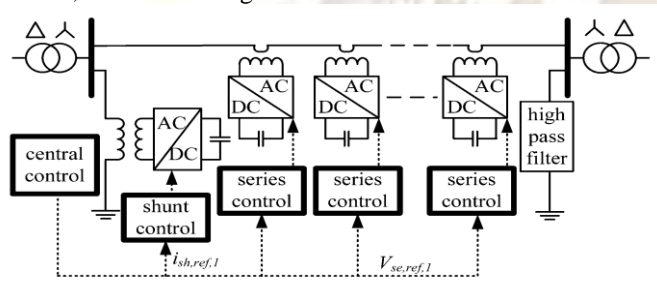 AC
DC
AC
DC
AC
DC
AC
DC
high
pass
filter
central
control
series
control
series
control
series
control
shunt
control
i_sh,ref,1
V_se,ref,1